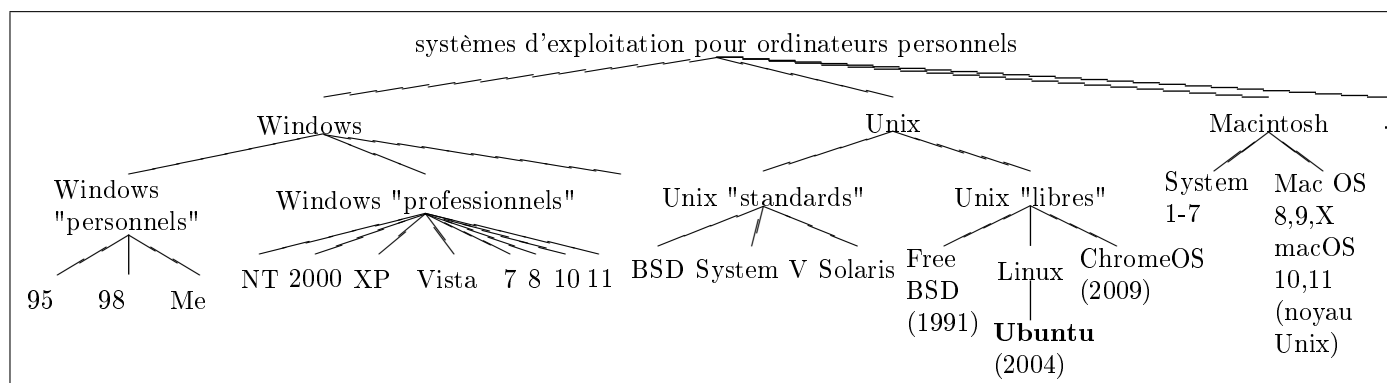 systèmes d'exploitation pour ordinateurs personnels
Windows
Unix
Macintosh
Windows
"personnels"
Windows "professionnels"
Unix "standards"
Unix "libres"
System
1-7
Mac OS
8,9,X
macOS
10,11
(noyau
Unix)
95
98
Me
NT
2000
XP
Vista
7
8
10
11
BSD
System V
Solaris
Free
BSD
(1991)
Linux
ChromeOS
(2009)
Ubuntu
(2004)